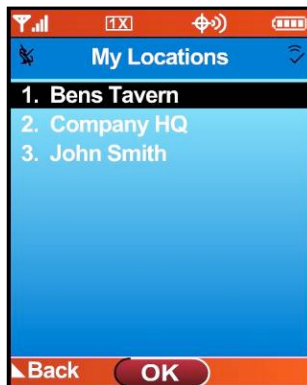 1X
My Locations
1. Bens Tavern
2. Company HQ
3. John Smith
Back OK